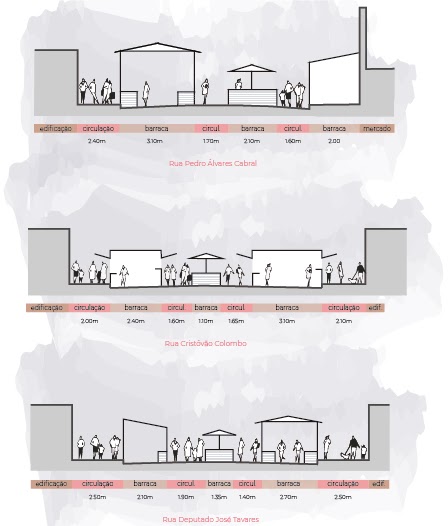 edificação circulação barraca circul. barraca circul. barraca mercado
2.40m 3.10m 1.70m 2.10m 1.60m 2.00
Rua Pedro Álvares Cabral
edificação circulação barraca circul. barraca circul. barraca circulação edif.
2.00m 2.40m 1.60m 1.10m 1.65m 3.10m 2.10m
Rua Cristóvão Colombo
edificação circulação barraca circul. barraca circul. barraca circulação edif.
2.50m 2.10m 1.90m 1.35m 1.40m 2.70m 2.50m
Rua Deputado José Tavares